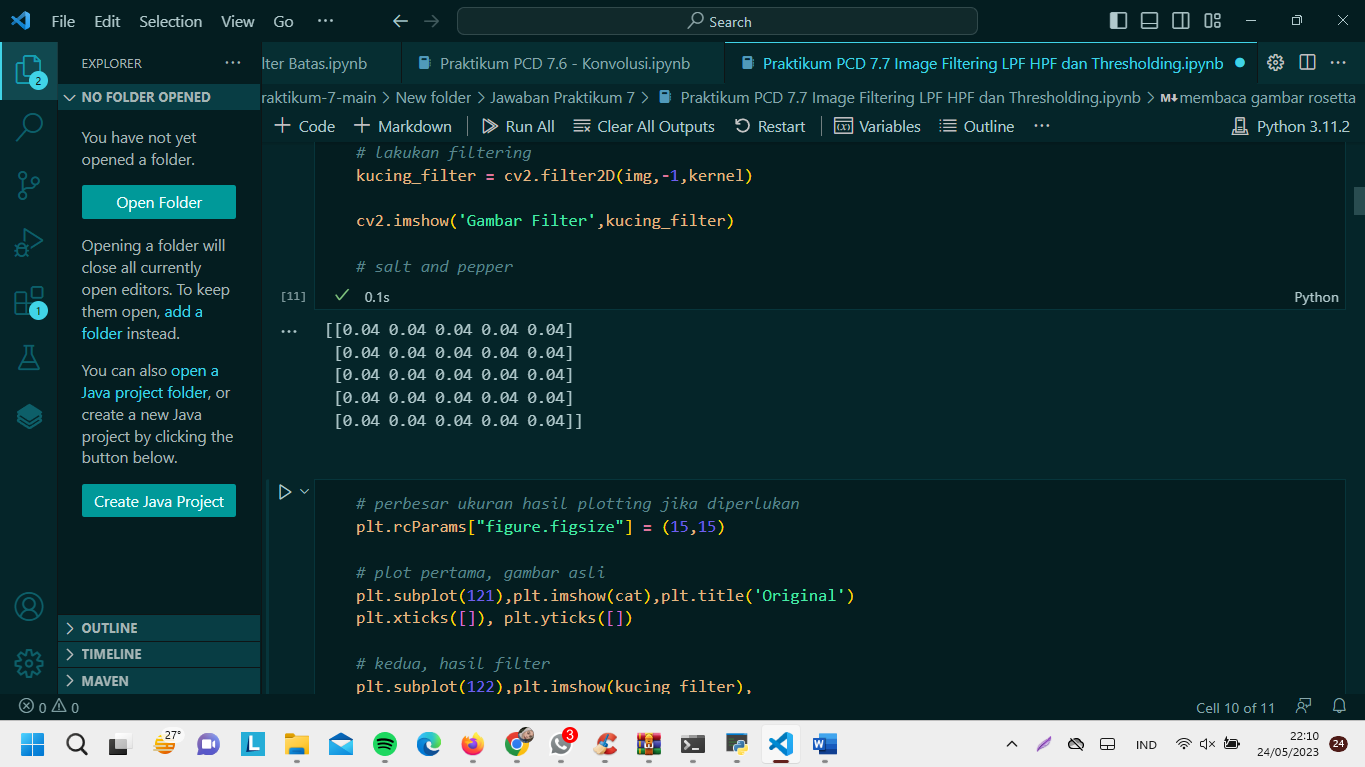 File Edit Selection View Go ···
Search
EXPLORER ···
lter Batas.ipynb
Praktikum PCD 7.6 - Konvolusi.ipynb
Praktikum PCD 7.7 Image Filtering LPF HPF dan Thresholding.ipynb
2
NO FOLDER OPENED
raktikum-7-main > New folder > Jawaban Praktikum 7 > Praktikum PCD 7.7 Image Filtering LPF HPF dan Thresholding.ipynb > M↓membaca gambar rosetta
+ Code + Markdown | Run All Clear All Outputs Restart | Variables Outline ··· Python 3.11.2
You have not yet
opened a folder.
Open Folder
Opening a folder will
close all currently
open editors. To keep
them open, add a
folder instead.
1
You can also open a
Java project folder, or
create a new Java
project by clicking the
button below.
Create Java Project
OUTLINE
TIMELINE
MAVEN
# lakukan filtering
kucing_filter = cv2.filter2D(img,-1,kernel)
cv2.imshow('Gambar Filter',kucing_filter)
# salt and pepper
[11] 0.1s Python
··· [[0.04 0.04 0.04 0.04 0.04]
[0.04 0.04 0.04 0.04 0.04]
[0.04 0.04 0.04 0.04 0.04]
[0.04 0.04 0.04 0.04 0.04]
[0.04 0.04 0.04 0.04 0.04]]
# perbesar ukuran hasil plotting jika diperlukan
plt.rcParams["figure.figsize"] = (15,15)
# plot pertama, gambar asli
plt.subplot(121),plt.imshow(cat),plt.title('Original')
plt.xticks([]), plt.yticks([])
# kedua, hasil filter
plt.subplot(122),plt.imshow(kucing_filter),
0 0
Cell 10 of 11
27°
L
3
W
IND
22:10
24/05/2023
24